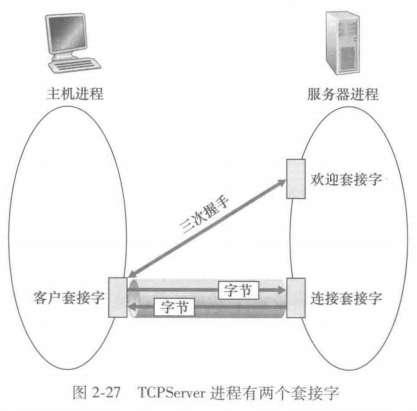 主机进程
服务器进程
欢迎套接字
三次握手
客户套接字
字节
字节
连接套接字
图 2-27 TCPServer 进程有两个套接字